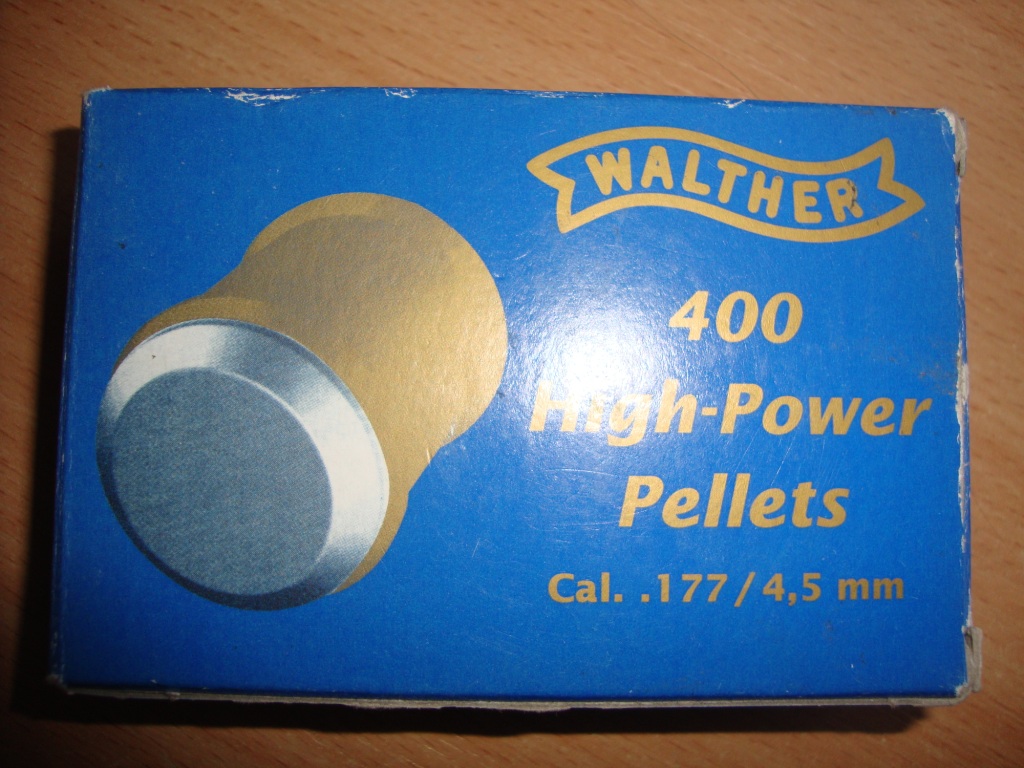 WALTHER
400
High-Power
Pellets
Cal. .177/4,5 mm